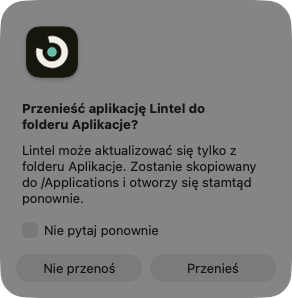 Przenieść aplikację Lintel do
folderu Aplikacje?
Lintel może aktualizować się tylko z
folderu Aplikacje. Zostanie skopiowany
do /Applications i otworzy się stamtąd
ponownie.
Nie pytaj ponownie
Nie przenoś
Przenieś